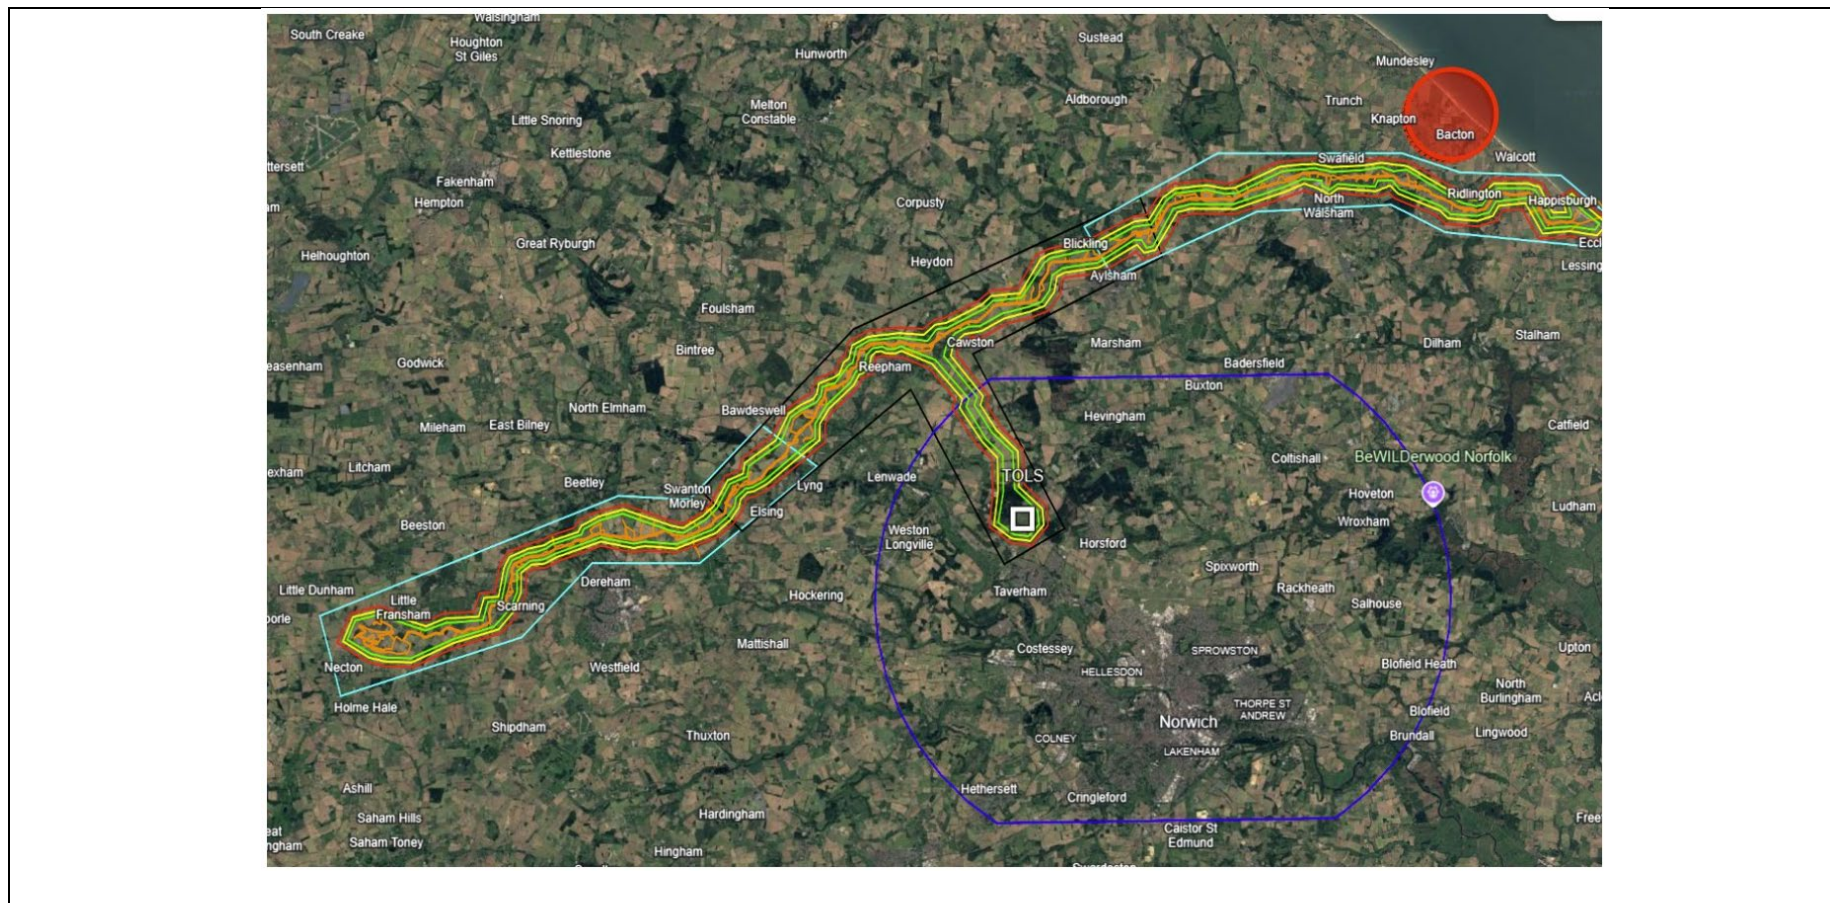 Walsingham
South Creake
Houghton
St Giles
Hunworth
Sustead
Mundesley
Melton
Constable
Aldborough
Trunch
Little Snoring
Knapton
Bacton
Kettlestone
Swafield
Walcott
ttersett
Fakenham
Hempton
Corpusty
North
Walsham
Ridlington
Happisburgh
am
Great Ryburgh
Blickling
Eccl
Helhoughton
Heydon
Aylsham
Lessing
Foulsham
Stalham
Bintree
Cawston
Marsham
Dilham
easenham
Godwick
Reepham
Badersfield
Buxton
North Elmham
Bawdeswell
Hevingham
Mileham
East Bilney
Catfield
exham
Litcham
Coltishall
BeWILDerwood Norfolk
Beetley
Swanton
Morley
Lyng
Lenwade
TOLS
Hoveton
Ludham
Beeston
Elsing
Weston
Longville
Horsford
Wroxham
Spixworth
Little Dunham
Little
Fransham
Scarning
Dereham
Hockering
Taverham
Rackheath
Salhouse
orle
Mattishall
Costessey
SPROWSTON
Upton
Necton
Westfield
HELLESDON
Blofield Heath
North
Burlingham
Acl
Holme Hale
THORPE ST
ANDREW
Blofield
Shipdham
Thuxton
COLNEY
Norwich
LAKENHAM
Brundall
Lingwood
Ashill
Hethersett
Cringleford
Saham Hills
Hardingham
Free
eat
ngham
Saham Toney
Hingham
Caistor St
Edmund